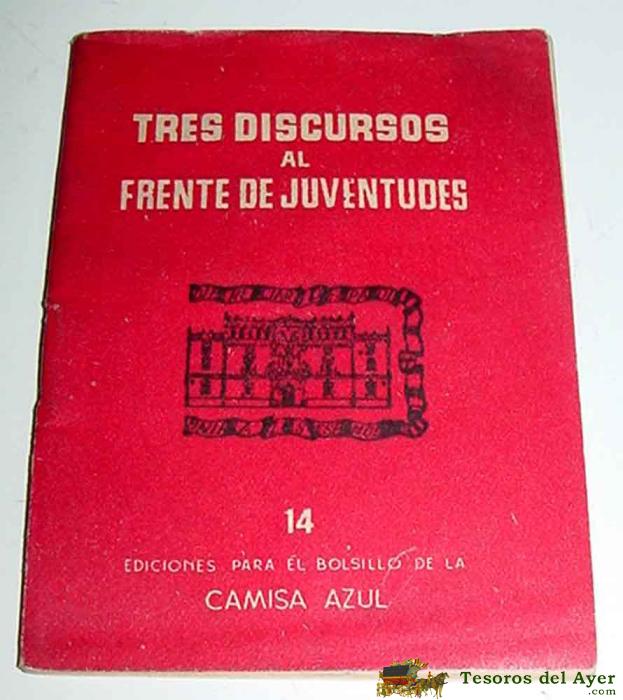 TRES DISCURSOS
AL
FRENTE DE JUVENTUDES
14
EDICIONES PARA EL BOLSILLO DE LA
CAMISA AZUL
Tesoros del Ayer
.com